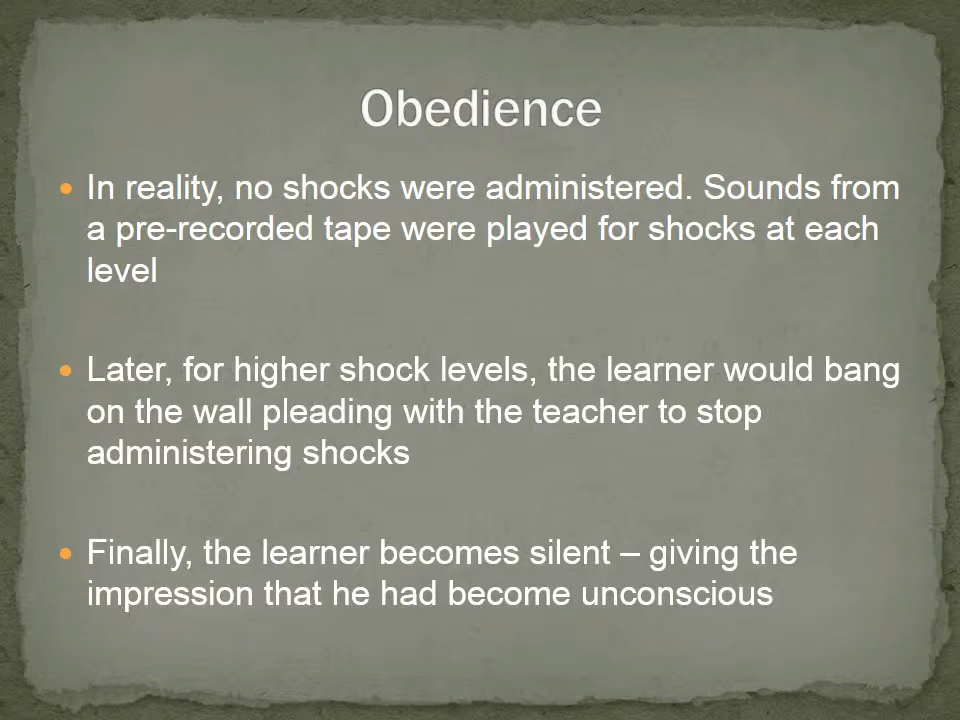 Obedience
• In reality, no shocks were administered. Sounds from
a pre-recorded tape were played for shocks at each
level
• Later, for higher shock levels, the learner would bang
on the wall pleading with the teacher to stop
administering shocks
• Finally, the learner becomes silent – giving the
impression that he had become unconscious